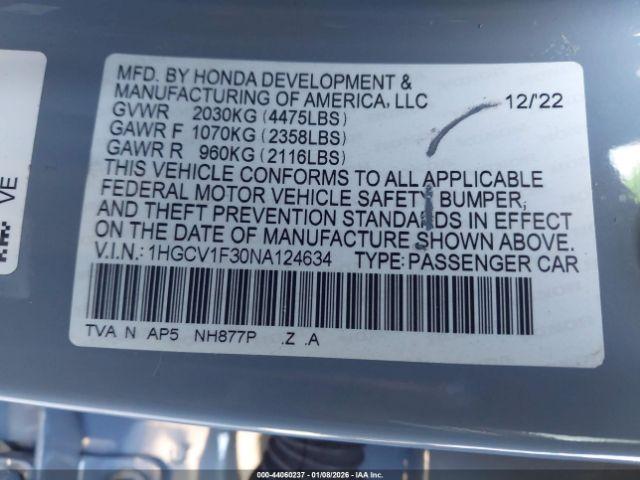 MFD. BY HONDA DEVELOPMENT &
MANUFACTURING OF AMERICA, LLC 12/'22
GVWR 2030KG (4475LBS)
GAWR F 1070KG (2358LBS)
GAWR R 960KG (2116LBS)
THIS VEHICLE CONFORMS TO ALL APPLICABLE
FEDERAL MOTOR VEHICLE SAFETY BUMPER,
AND THEFT PREVENTION STANDARDS IN EFFECT
ON THE DATE OF MANUFACTURE SHOWN ABOVE.
V.I.N.: 1HGCV1F30NA124634 TYPE: PASSENGER CAR
TVA N AP5 NH877P .Z .A
VE
000-44060237 - 01/08/2026 - IAA.COM